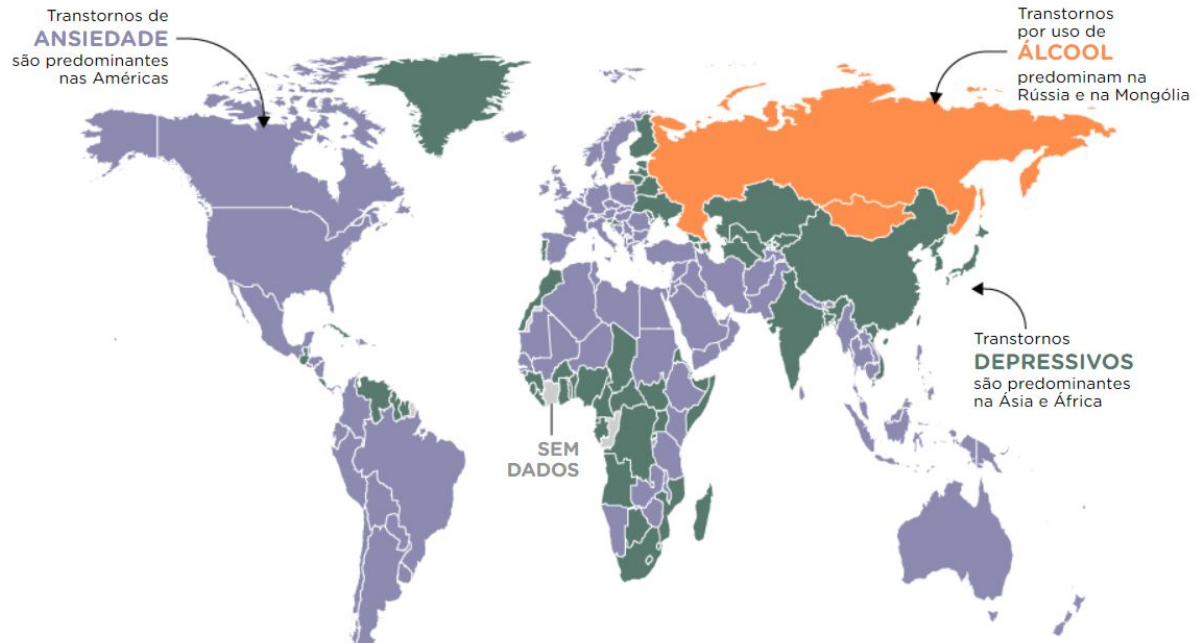 Transtornos de
ANSIEDADE
são predominantes
nas Américas
Transtornos
por uso de
ÁLCOOL
predominam na
Rússia e na Mongólia
Transtornos
DEPRESSIVOS
são predominantes
na Ásia e África
SEM
DADOS